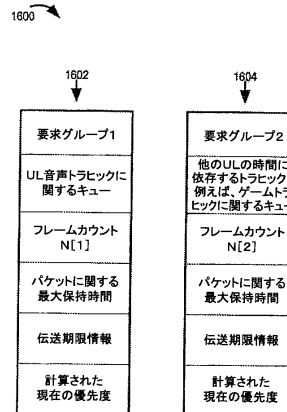 1600
1602
要求グループ1
UL音声トラヒックに
関するキュー
フレームカウント
N[1]
パケットに関する
最大保持時間
伝送期限情報
計算された
現在の優先度
1604
要求グループ2
他のULの時間に
依存するトラヒック
例えば、ゲームトラ
ヒックに関するキュー
フレームカウント
N[2]
パケットに関する
最大保持時間
伝送期限情報
計算された
現在の優先度